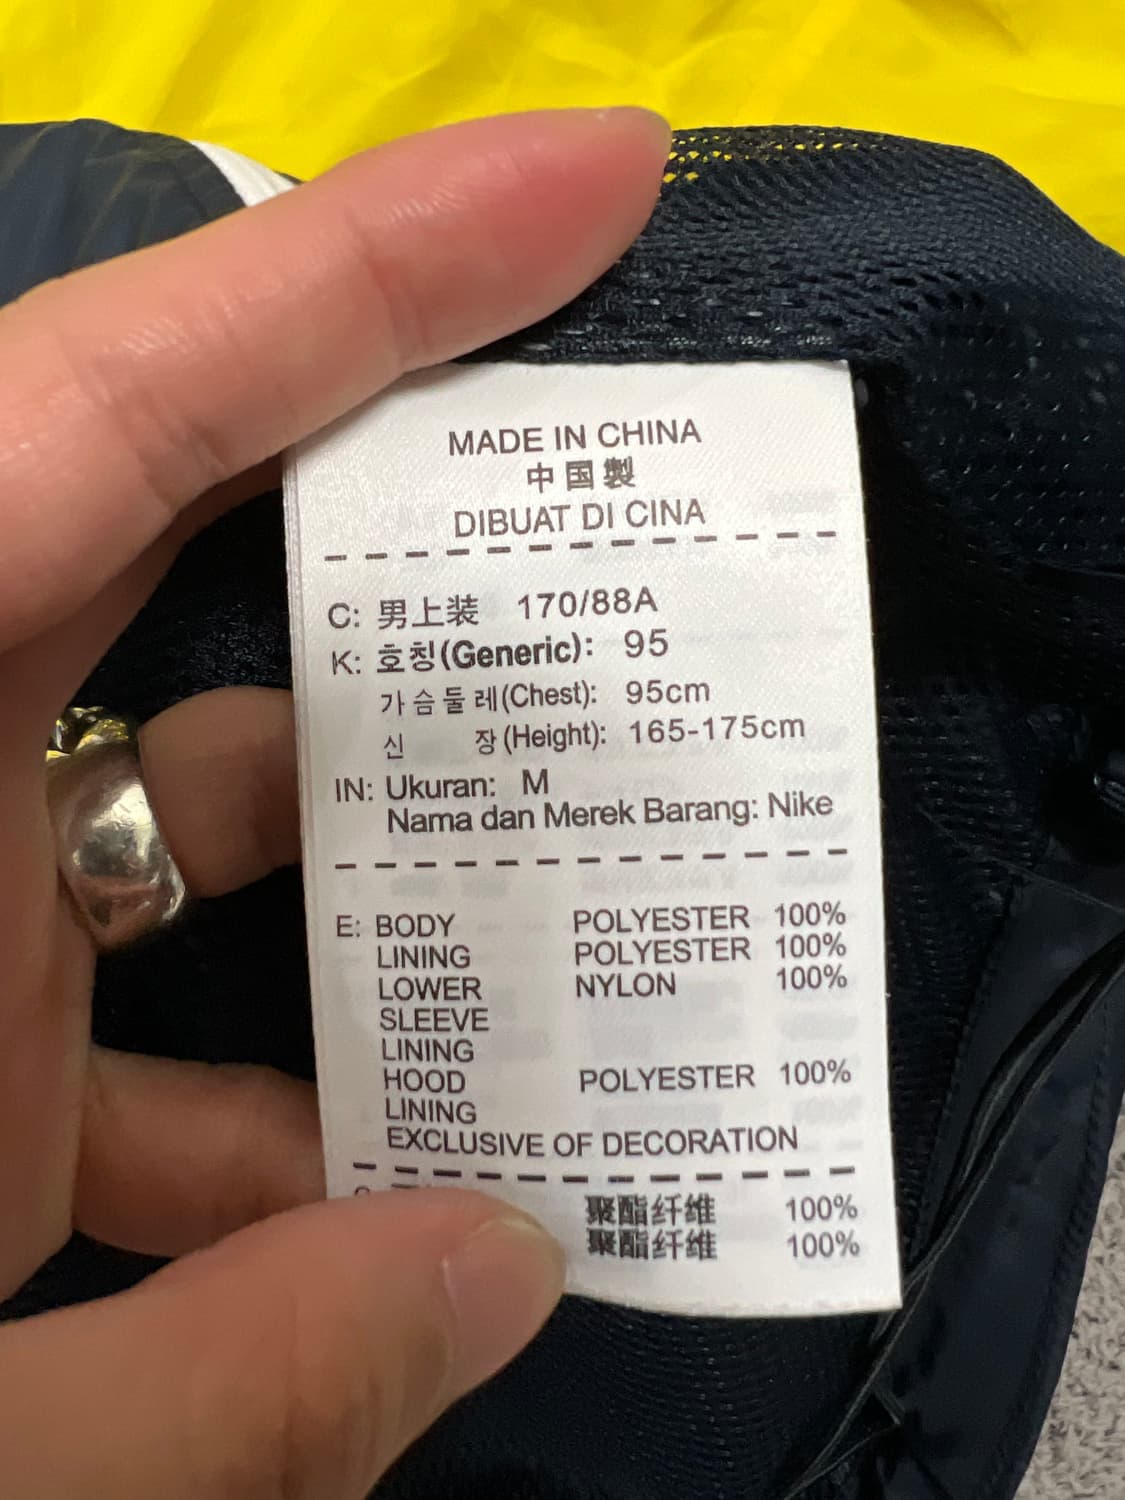 MADE IN CHINA
中国製
DIBUAT DI CINA
C: 男上装 170/88A
K: 호칭(Generic): 95
가슴둘레(Chest): 95cm
신 장(Height): 165-175cm
IN: Ukuran: M
Nama dan Merek Barang: Nike
E: BODY POLYESTER 100%
LINING POLYESTER 100%
LOWER NYLON 100%
SLEEVE
LINING
HOOD POLYESTER 100%
LINING
EXCLUSIVE OF DECORATION
聚酯纤维 100%
聚酯纤维 100%